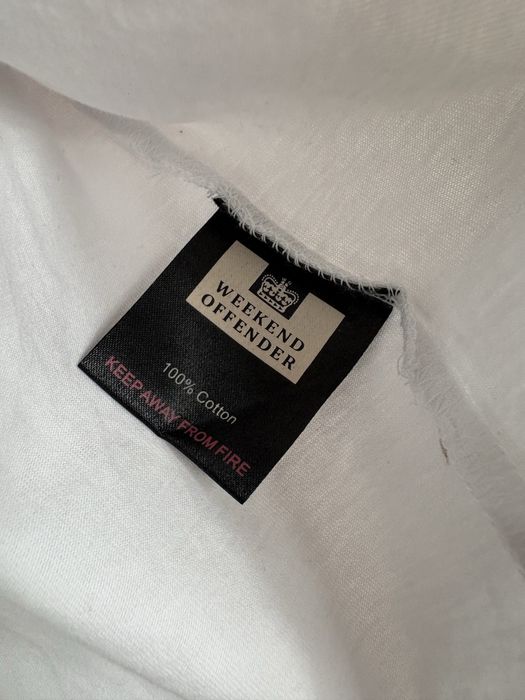 WEEKEND
OFFENDER
100% Cotton
KEEP AWAY FROM FIRE